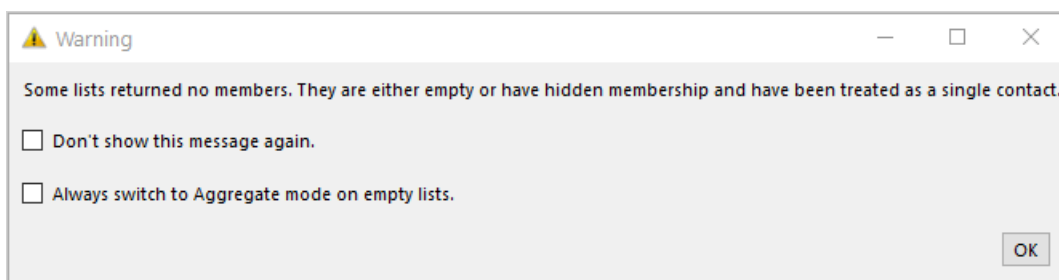 Warning
Some lists returned no members. They are either empty or have hidden membership and have been treated as a single contact.
Don't show this message again.
Always switch to Aggregate mode on empty lists.
OK